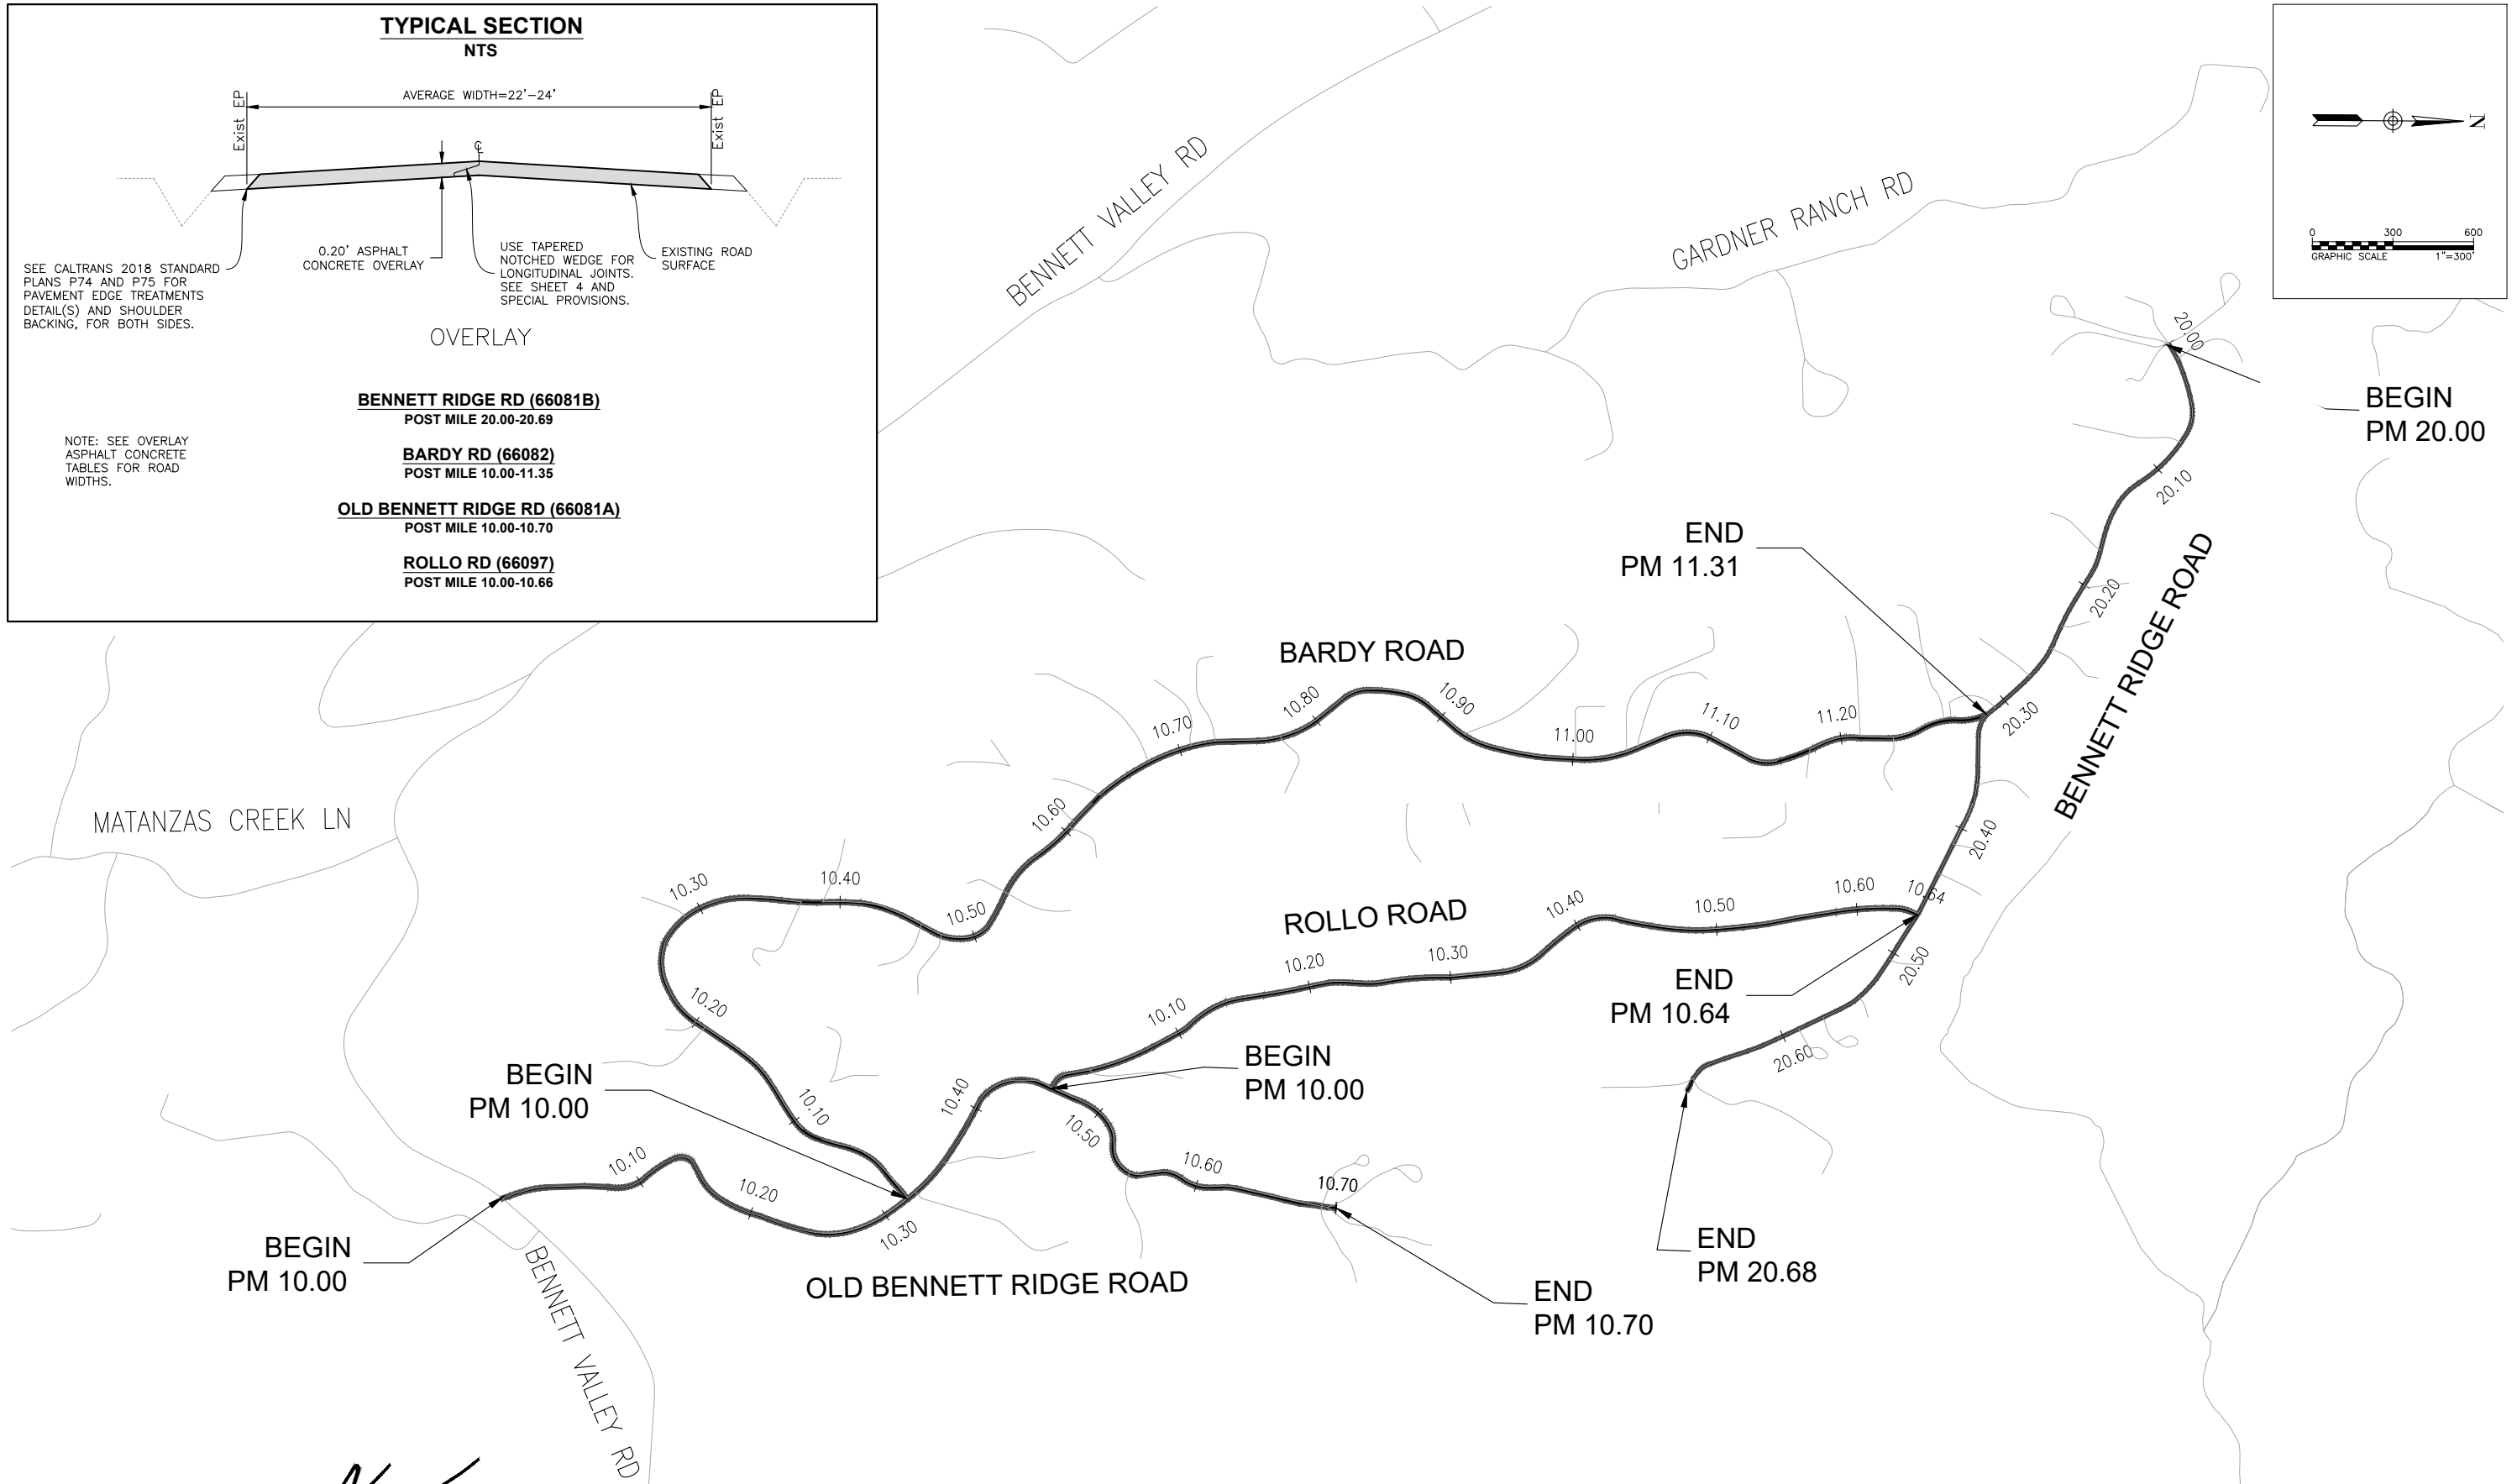 TYPICAL SECTION
NTS
AVERAGE WIDTH=22'-24'
Exist EP
Exist EP
℄
SEE CALTRANS 2018 STANDARD
PLANS P74 AND P75 FOR
PAVEMENT EDGE TREATMENTS
DETAIL(S) AND SHOULDER
BACKING, FOR BOTH SIDES.
0.20' ASPHALT
CONCRETE OVERLAY
USE TAPERED
NOTCHED WEDGE FOR
LONGITUDINAL JOINTS.
SEE SHEET 4 AND
SPECIAL PROVISIONS.
EXISTING ROAD
SURFACE
OVERLAY
BENNETT RIDGE RD (66081B)
POST MILE 20.00-20.69
BARDY RD (66082)
POST MILE 10.00-11.35
OLD BENNETT RIDGE RD (66081A)
POST MILE 10.00-10.70
ROLLO RD (66097)
POST MILE 10.00-10.66
NOTE: SEE OVERLAY
ASPHALT CONCRETE
TABLES FOR ROAD
WIDTHS.
N
0 300 600
GRAPHIC SCALE 1"=300'
BENNETT VALLEY RD
GARDNER RANCH RD
20.00
BEGIN
PM 20.00
20.10
20.20
20.30
20.40
20.50
20.60
BENNETT RIDGE ROAD
END
PM 11.31
BARDY ROAD
10.10
10.20
10.30
10.40
10.50
10.60
10.70
10.80
10.90
11.00
11.10
11.20
MATANZAS CREEK LN
ROLLO ROAD
10.10
10.20
10.30
10.40
10.50
10.60
10.64
END
PM 10.64
BEGIN
PM 10.00
BEGIN
PM 10.00
BEGIN
PM 10.00
10.10
10.20
10.30
10.40
10.50
10.60
10.70
OLD BENNETT RIDGE ROAD
END
PM 20.68
END
PM 10.70
BENNETT VALLEY RD